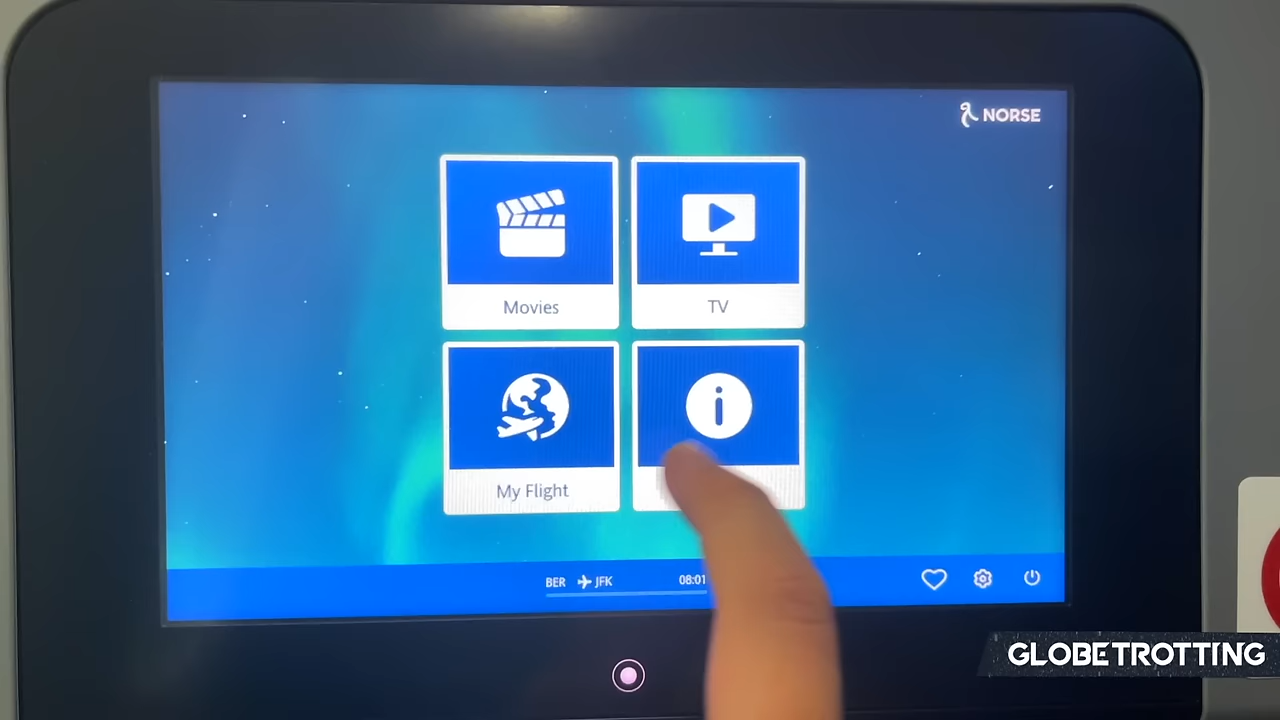 NORSE
Movies
TV
My Flight
BER JFK
08:01
GLOBETROTTING